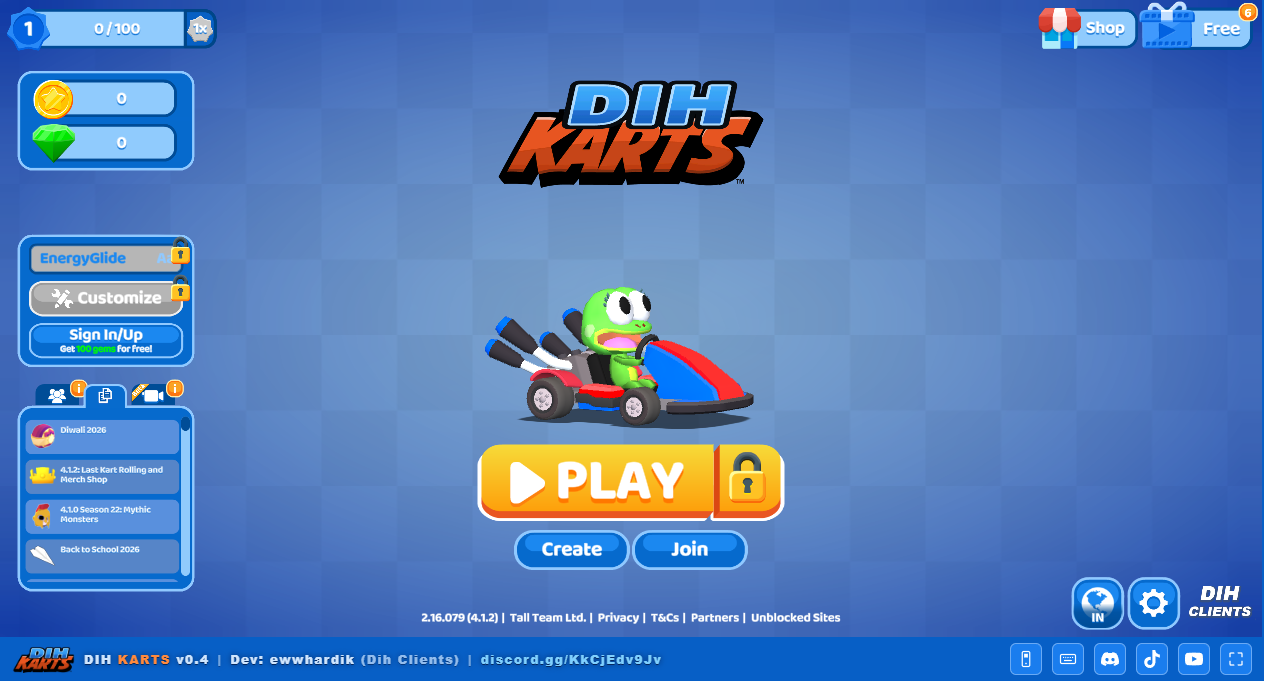 1
0 / 100
1x
Shop
Free
6
0
0
DIH
KARTS
TM
EnergyGlide
Customize
Sign In/Up
Get 100 gems for free!
i
i
Diwali 2026
4.1.2: Last Kart Rolling and
Merch Shop
4.1.0 Season 22: Mythic
Monsters
Back to School 2026
PLAY
Create
Join
IN
DIH
CLIENTS
2.16.079 (4.1.2) | Tall Team Ltd. | Privacy | T&Cs | Partners | Unblocked Sites
DIH
KARTS
DIH KARTS v0.4 | Dev: ewwhardik (Dih Clients) | discord.gg/KkCjEdv9Jv